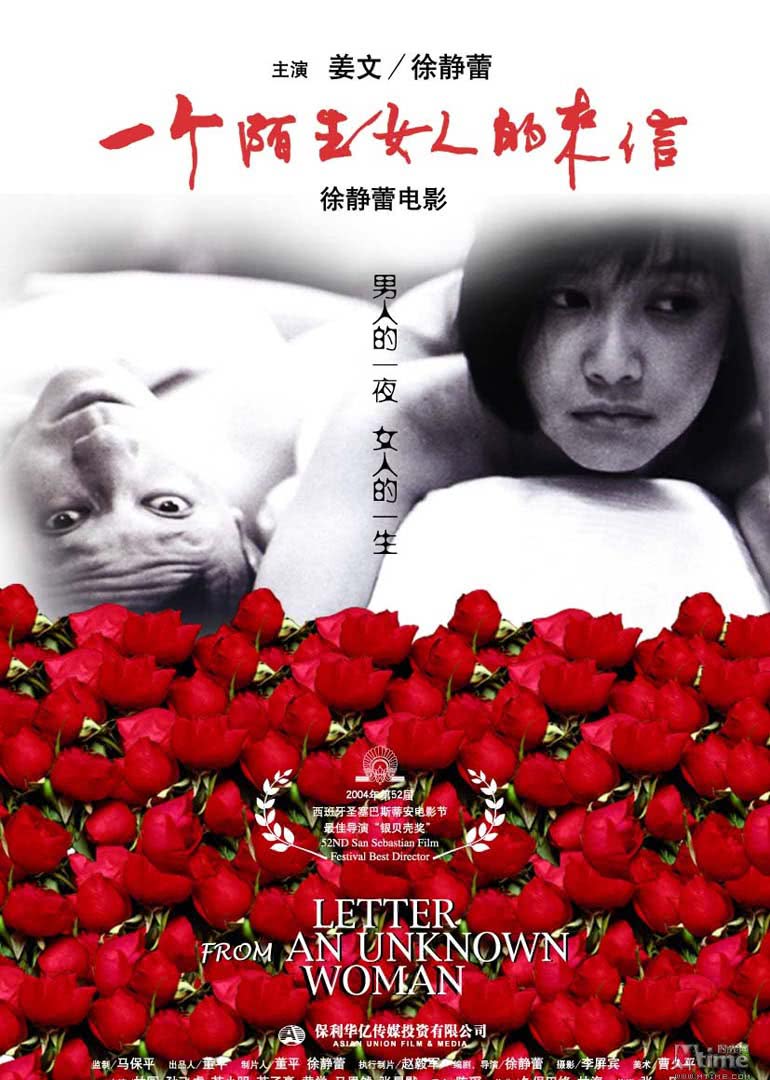 主演 姜文/徐静蕾
一个陌生女人的来信
徐静蕾电影
男人的一夜 女人的一生
2004年第52届
西班牙圣塞巴斯蒂安电影节
最佳导演“银贝壳奖”
52ND San Sebastian Film
Festival Best Director
LETTER
FROM AN UNKNOWN
WOMAN
保利华亿传媒投资有限公司
ASIAN UNION FILM & MEDIA
监制/马保平 出品人/董平 制片人/董平 徐静蕾 执行制片/赵毅军 编剧、导演/徐静蕾 摄影/李屏宾 美术/曹久平
Mtime
WWW.MTIME.COM